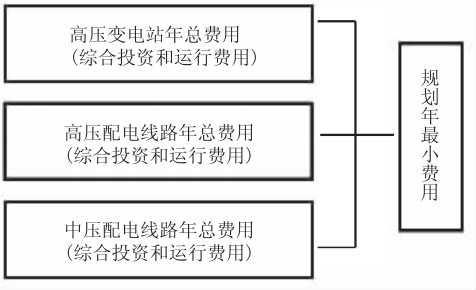 高压变电站年总费用
(综合投资和运行费用)
高压配电线路年总费用
(综合投资和运行费用)
中压配电线路年总费用
(综合投资和运行费用)
规划年最小费用